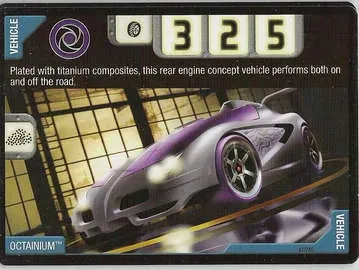 VEHICLE
3 2 5
Plated with titanium composites, this rear engine concept vehicle performs both on
and off the road.
OCTAINIUM™
VEHICLE